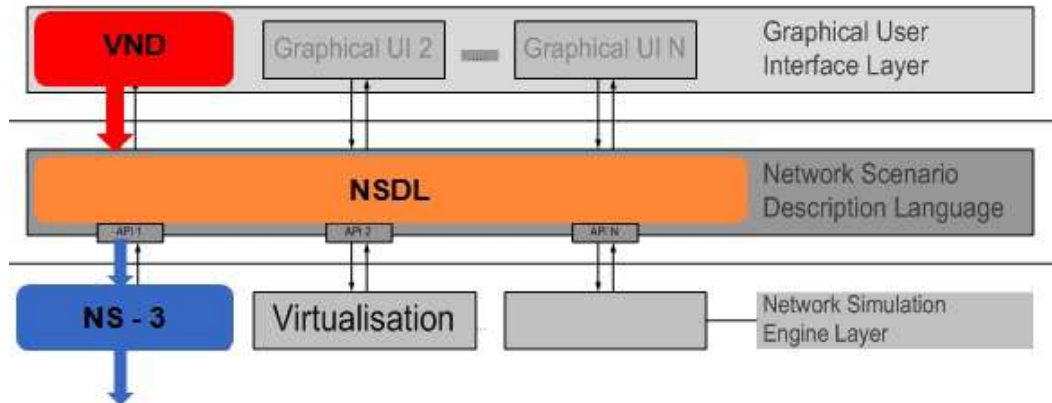 VND
Graphical UI 2
Graphical UI N
Graphical User
Interface Layer
NSDL
Network Scenario
Description Language
API 1
API 2
API N
NS - 3
Virtualisation
Network Simulation
Engine Layer